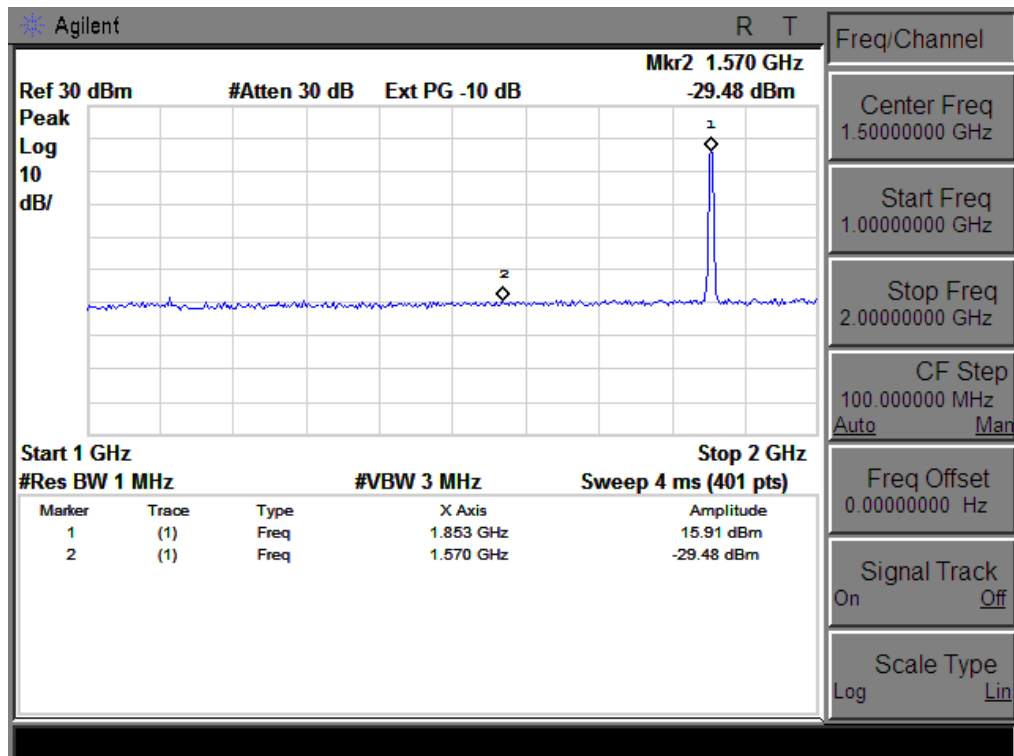 Agilent R T
Mkr2 1.570 GHz
Ref 30 dBm #Atten 30 dB Ext PG -10 dB -29.48 dBm
Peak
Log
10
dB/
1
2
Start 1 GHz Stop 2 GHz
#Res BW 1 MHz #VBW 3 MHz Sweep 4 ms (401 pts)
Marker Trace Type X Axis Amplitude
1 (1) Freq 1.853 GHz 15.91 dBm
2 (1) Freq 1.570 GHz -29.48 dBm
Freq/Channel
Center Freq
1.50000000 GHz
Start Freq
1.00000000 GHz
Stop Freq
2.00000000 GHz
CF Step
100.000000 MHz
Auto Man
Freq Offset
0.00000000 Hz
Signal Track
On Off
Scale Type
Log Lin